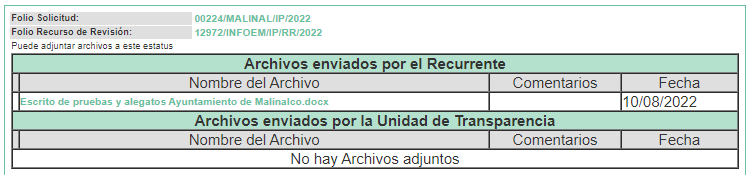 Folio Solicitud: 00224/MALINAL/IP/2022
Folio Recurso de Revisión: 12972/INFOEM/IP/RR/2022
Puede adjuntar archivos a este estatus
Archivos enviados por el Recurrente
Nombre del Archivo Comentarios Fecha
Escrito de pruebas y alegatos Ayuntamiento de Malinalco.docx 10/08/2022
Archivos enviados por la Unidad de Transparencia
Nombre del Archivo Comentarios Fecha
No hay Archivos adjuntos